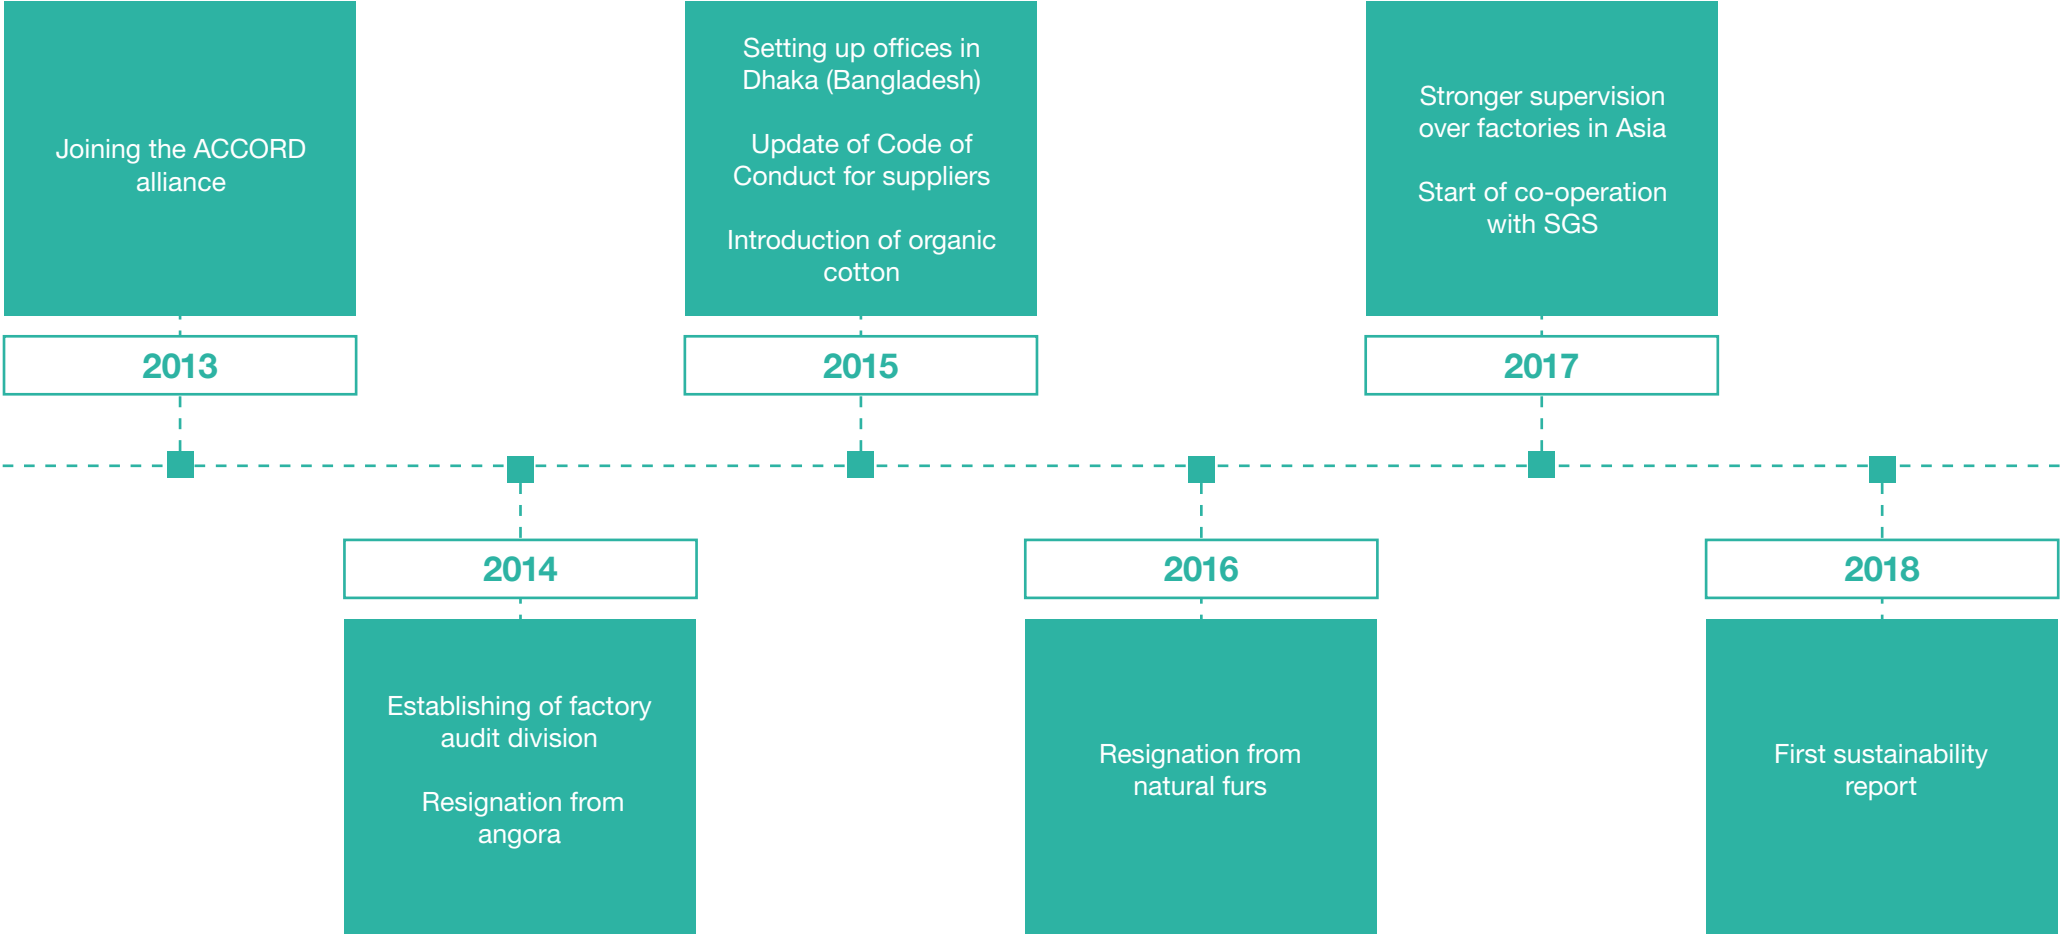 Joining the ACCORD
alliance
2013
Establishing of factory
audit division
Resignation from
angora
2014
Setting up offices in
Dhaka (Bangladesh)
Update of Code of
Conduct for suppliers
Introduction of organic
cotton
2015
2016
Resignation from
natural furs
Stronger supervision
over factories in Asia
Start of co-operation
with SGS
2017
2018
First sustainability
report